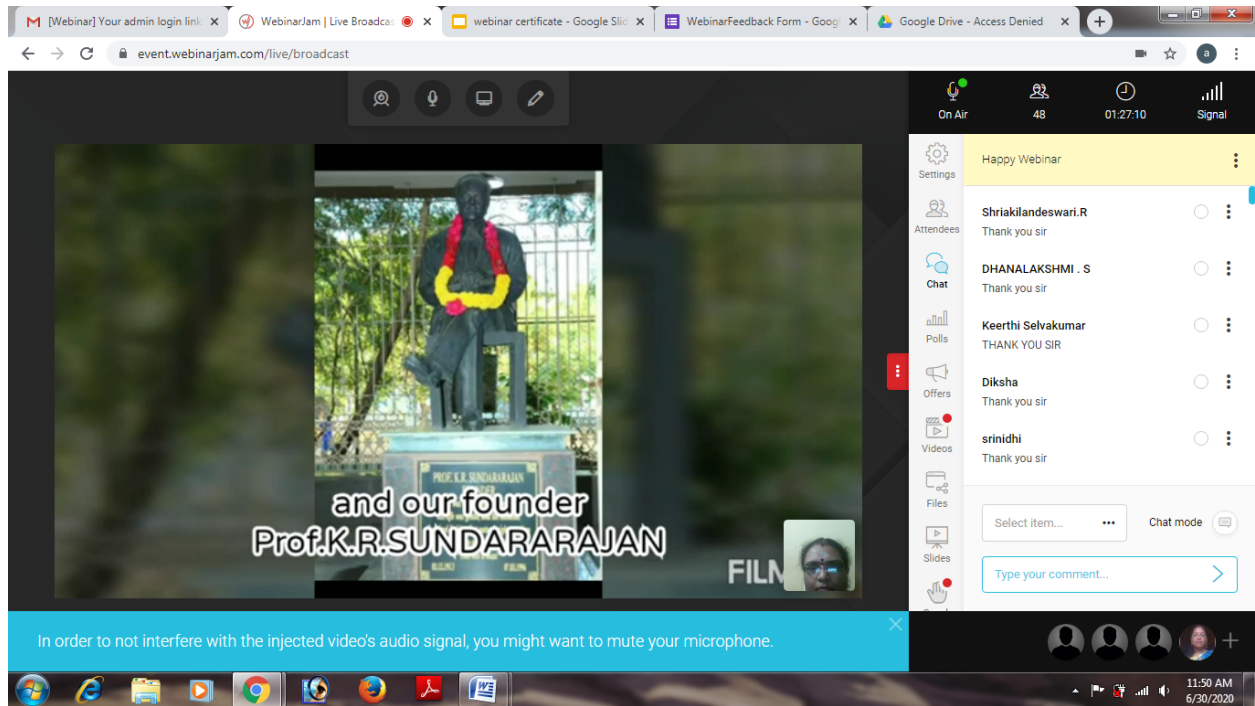 [Webinar] Your admin login link
WebinarJam | Live Broadcas
webinar certificate - Google Slid
WebinarFeedback Form - Googl
Google Drive - Access Denied
event.webinarjam.com/live/broadcast
a
On Air
48
01:27:10
Signal
Settings
Attendees
Chat
Polls
Offers
Videos
Files
Slides
Happy Webinar
Shriakilandeswari.R
Thank you sir
DHANALAKSHMI . S
Thank you sir
Keerthi Selvakumar
THANK YOU SIR
Diksha
Thank you sir
srinidhi
Thank you sir
Select item...
Chat mode
Type your comment...
PROF. K.R. SUNDARARAJAN
FOUNDER
and our founder
Prof.K.R.SUNDARARAJAN
FILM
In order to not interfere with the injected video's audio signal, you might want to mute your microphone.
11:50 AM
6/30/2020